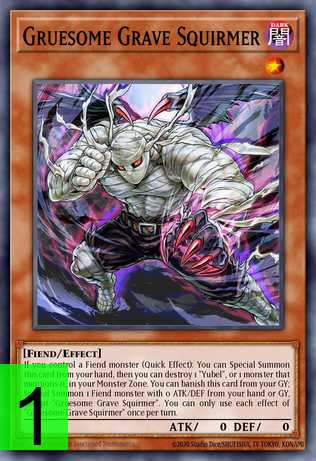 Gruesome Grave Squirmer
DARK
闇
[Fiend/Effect]
If you control a Fiend monster (Quick Effect): You can Special Summon
this card from your hand, then you can destroy 1 "Yubel", or 1 monster that
mentions it, in your Monster Zone. You can banish this card from your GY;
Special Summon 1 Fiend monster with 0 ATK/DEF from your hand or GY,
"Gruesome Grave Squirmer". You can only use each effect of
"Gruesome Grave Squirmer" once per turn.
ATK/ 0 DEF/ 0
1
©2020 Studio Dice/SHUEISHA, TV TOKYO, KONAMI